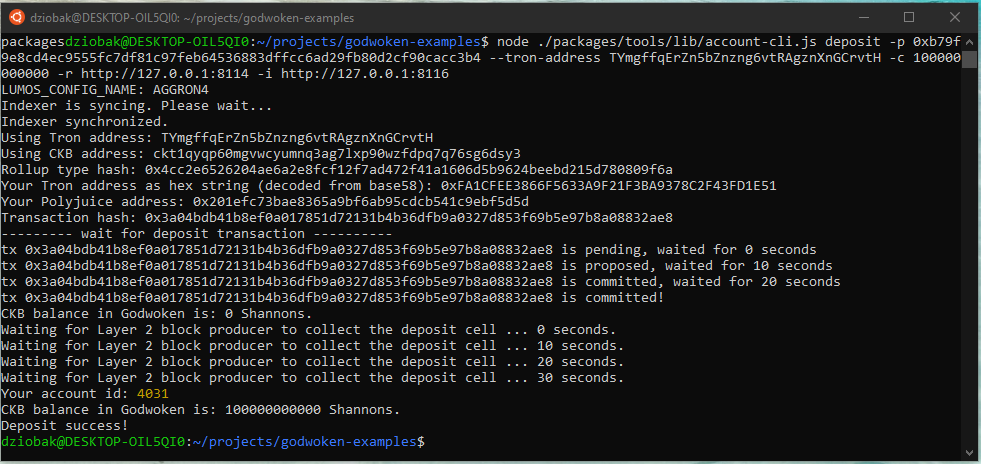 dziobak@DESKTOP-OIL5QI0: ~/projects/godwoken-examples
packagesdziobak@DESKTOP-OIL5QI0:~/projects/godwoken-examples$ node ./packages/tools/lib/account-cli.js deposit -p 0xb79f
9e8cd4ec9555fc7df81c97feb64536883dffcc6ad29fb80d2cf90cacc3b4 --tron-address TYmgffqErZn5bZnzng6vtRAgznXnGCrvtH -c 100000
000000 -r http://127.0.0.1:8114 -i http://127.0.0.1:8116
LUMOS_CONFIG_NAME: AGGRON4
Indexer is syncing. Please wait...
Indexer synchronized.
Using Tron address: TYmgffqErZn5bZnzng6vtRAgznXnGCrvtH
Using CKB address: ckt1qyqp60mgvwcyumnq3ag7lxp90wzfdpq7q76sg6dsy3
Rollup type hash: 0x4cc2e6526204ae6a2e8fcf12f7ad472f41a1606d5b9624beebd215d780809f6a
Your Tron address as hex string (decoded from base58): 0xFA1CFEE3866F5633A9F21F3BA9378C2F43FD1E51
Your Polyjuice address: 0x201efc73bae8365a9bf6ab95cdcb541c9ebf5d5d
Transaction hash: 0x3a04bdb41b8ef0a017851d72131b4b36dfb9a0327d853f69b5e97b8a08832ae8
--------- wait for deposit transaction ----------
tx 0x3a04bdb41b8ef0a017851d72131b4b36dfb9a0327d853f69b5e97b8a08832ae8 is pending, waited for 0 seconds
tx 0x3a04bdb41b8ef0a017851d72131b4b36dfb9a0327d853f69b5e97b8a08832ae8 is proposed, waited for 10 seconds
tx 0x3a04bdb41b8ef0a017851d72131b4b36dfb9a0327d853f69b5e97b8a08832ae8 is committed, waited for 20 seconds
tx 0x3a04bdb41b8ef0a017851d72131b4b36dfb9a0327d853f69b5e97b8a08832ae8 is committed!
CKB balance in Godwoken is: 0 Shannons.
Waiting for Layer 2 block producer to collect the deposit cell ... 0 seconds.
Waiting for Layer 2 block producer to collect the deposit cell ... 10 seconds.
Waiting for Layer 2 block producer to collect the deposit cell ... 20 seconds.
Waiting for Layer 2 block producer to collect the deposit cell ... 30 seconds.
Your account id: 4031
CKB balance in Godwoken is: 100000000000 Shannons.
Deposit success!
dziobak@DESKTOP-OIL5QI0:~/projects/godwoken-examples$